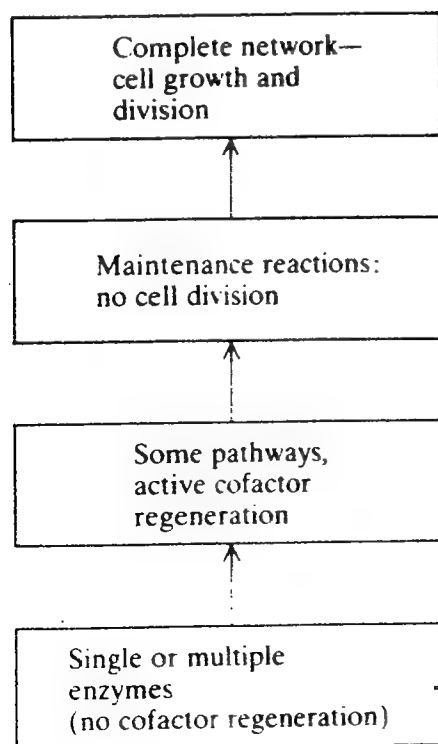 Complete network—
cell growth and
division
Maintenance reactions:
no cell division
Some pathways,
active cofactor
regeneration
Single or multiple
enzymes
(no cofactor regeneration)